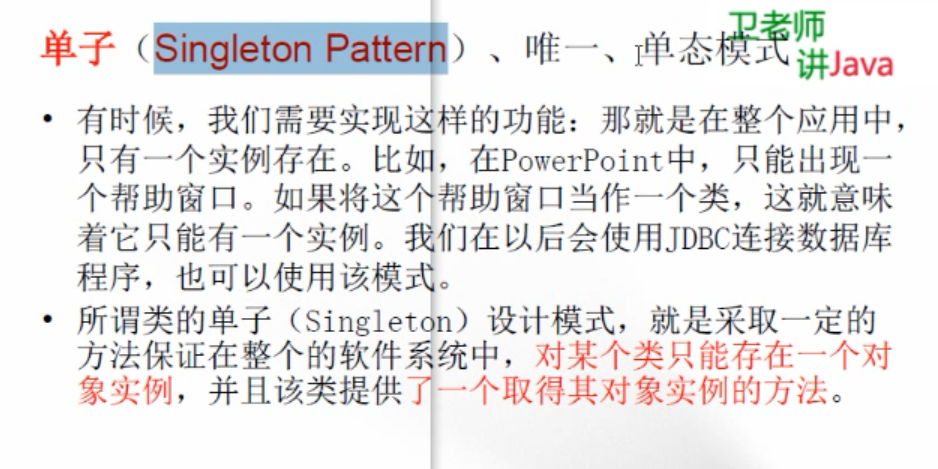 单子（Singleton Pattern）、唯一、单态模式
卫老师
讲Java
• 有时候，我们需要实现这样的功能：那就是在整个应用中，
只有一个实例存在。比如，在PowerPoint中，只能出现一
个帮助窗口。如果将这个帮助窗口当作一个类，这就意味
着它只能有一个实例。我们在以后会使用JDBC连接数据库
程序，也可以使用该模式。
• 所谓类的单子（Singleton）设计模式，就是采取一定的
方法保证在整个的软件系统中，对某个类只能存在一个对
象实例，并且该类提供了一个取得其对象实例的方法。